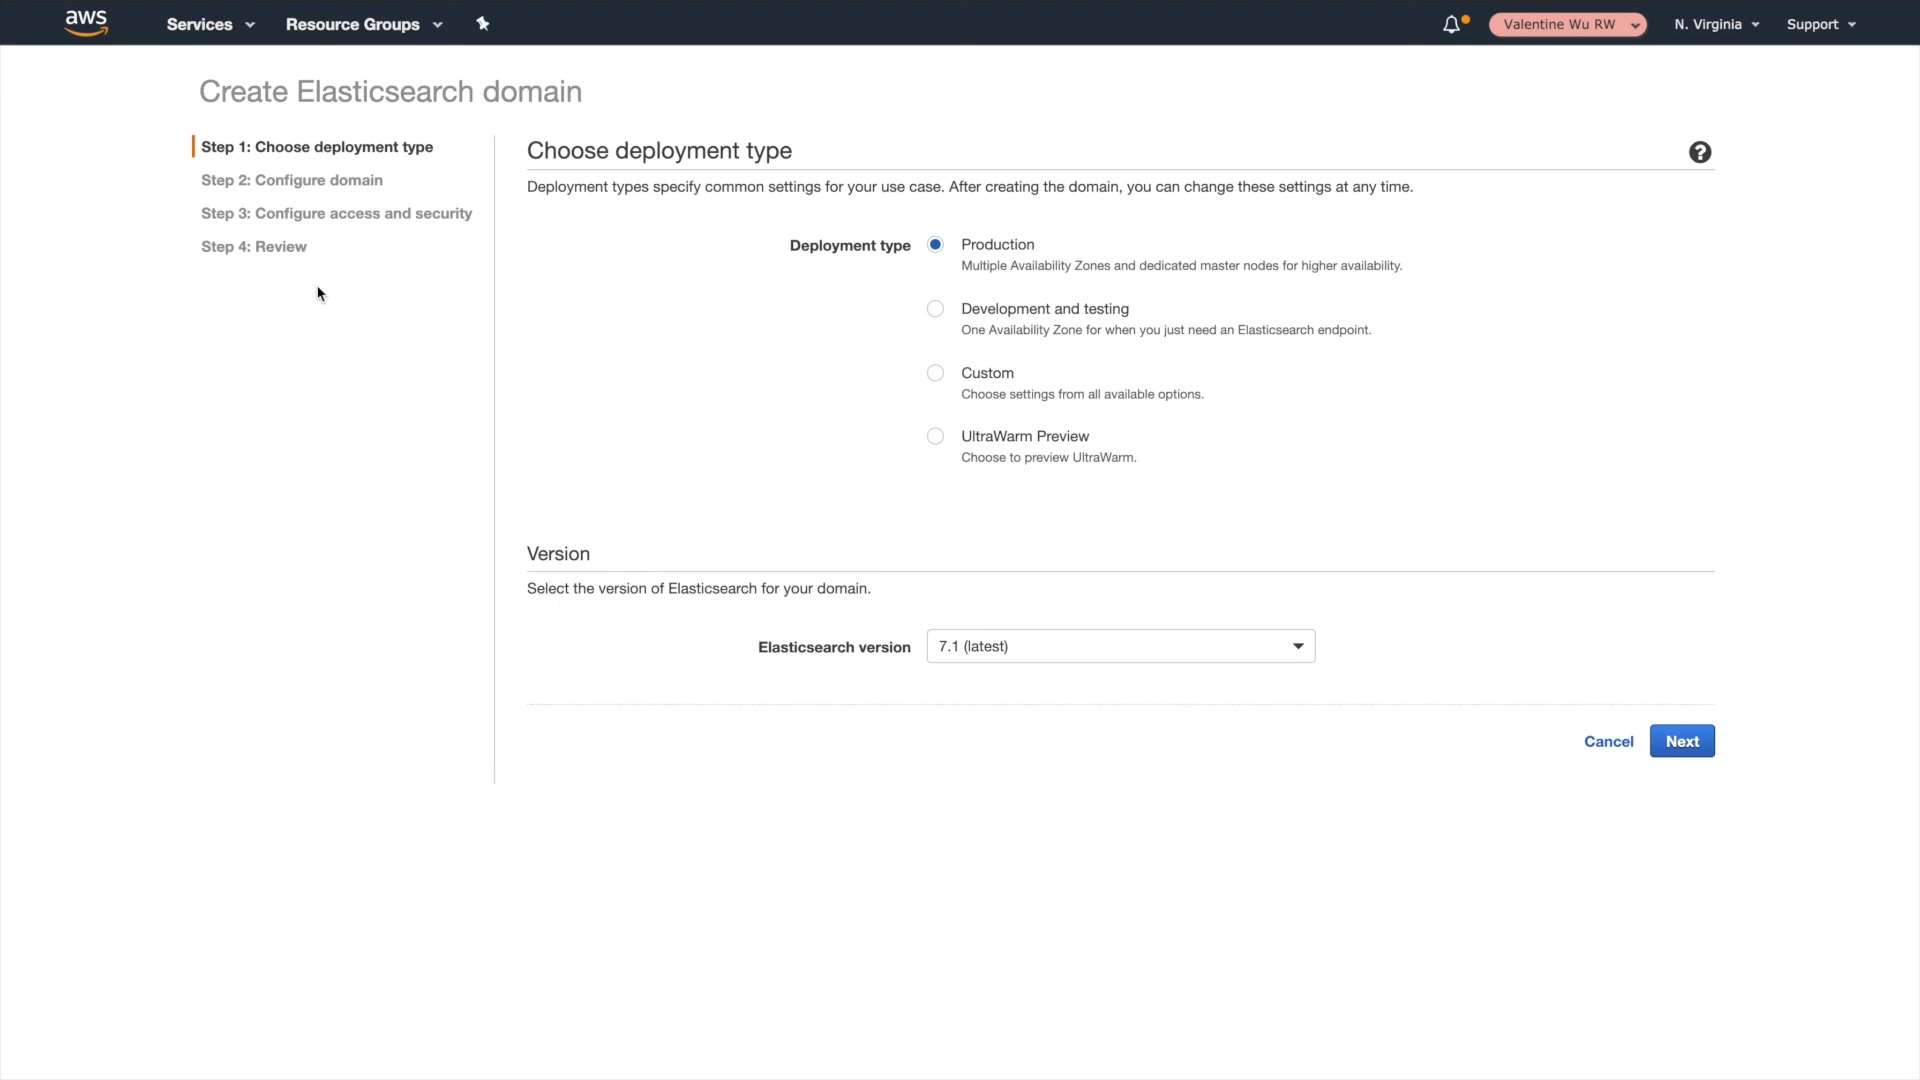 aws
Services
Resource Groups
Valentine Wu RW
N. Virginia
Support
Create Elasticsearch domain
Step 1: Choose deployment type
Step 2: Configure domain
Step 3: Configure access and security
Step 4: Review
Choose deployment type
?
Deployment types specify common settings for your use case. After creating the domain, you can change these settings at any time.
Deployment type
Production
Multiple Availability Zones and dedicated master nodes for higher availability.
Development and testing
One Availability Zone for when you just need an Elasticsearch endpoint.
Custom
Choose settings from all available options.
UltraWarm Preview
Choose to preview UltraWarm.
Version
Select the version of Elasticsearch for your domain.
Elasticsearch version
7.1 (latest)
Cancel
Next